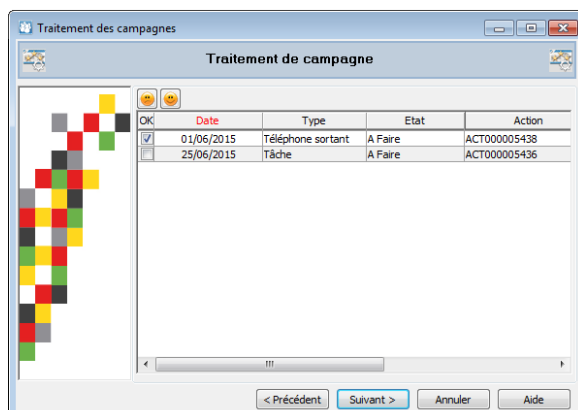 Traitement des campagnes
Traitement de campagne
OK Date Type Etat Action
01/06/2015 Téléphone sortant A Faire ACT000005438
25/06/2015 Tâche A Faire ACT000005436
< Précédent Suivant > Annuler Aide